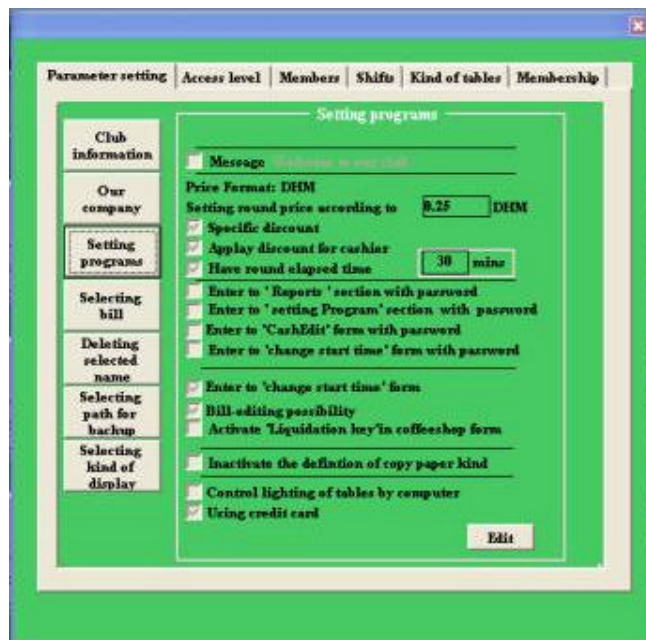 Parameter setting Access level Members Shifts Kind of tables Membership
Setting programs
Club
information
Our
company
Setting
programs
Selecting
bill
Deleting
selected
name
Selecting
path for
backup
Selecting
kind of
display
Message Welcome to our club
Price Format: DHM
Setting round price according to 0.25 DHM
Specific discount
Applay discount for cashier
Have round elapsed time 30 mins
Enter to ' Reports ' section with password
Enter to ' setting Program' section with password
Enter to 'CashEdit' form with password
Enter to 'change start time' form with password
Enter to 'change start time' form
Bill-editing possibility
Activate 'Liquidation key'in coffeeshop form
Inactivate the defintion of copy paper kind
Control lighting of tables by computer
Using credit card
Edit